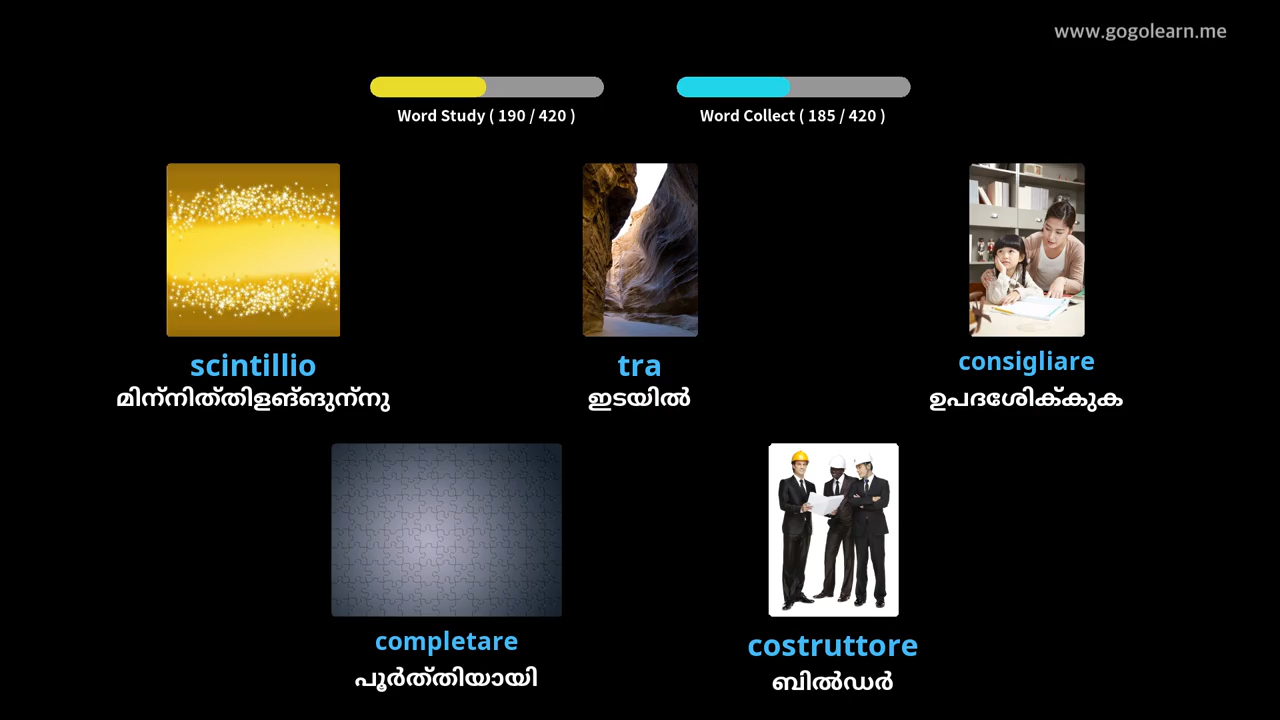 www.gogolearn.me
Word Study ( 190 / 420 )
Word Collect ( 185 / 420 )
scintillio
മിന്നിത്തിളങ്ങുന്നു
tra
ഇടയിൽ
consigliare
ഉപദേശിക്കുക
completare
പൂർത്തിയായി
costruttore
ബിൽഡർ